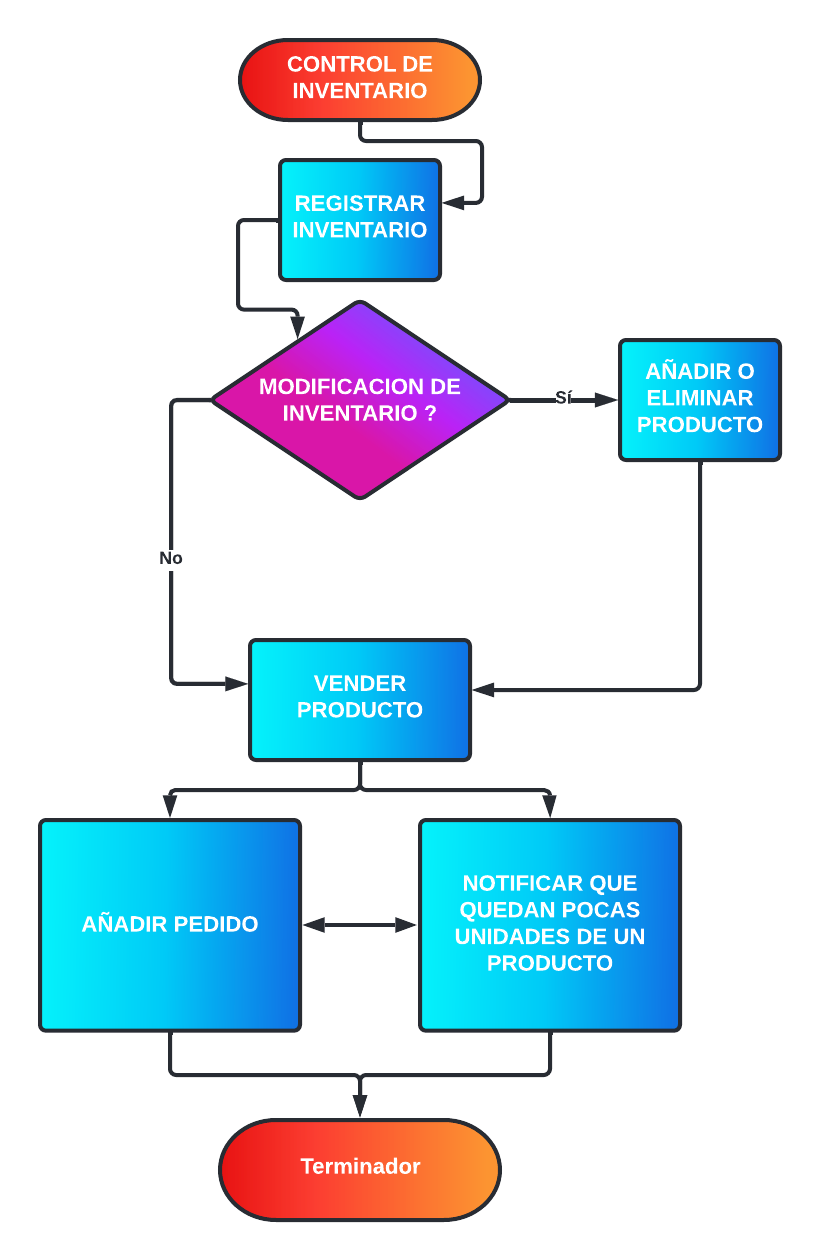 CONTROL DE
INVENTARIO
REGISTRAR
INVENTARIO
MODIFICACION DE
INVENTARIO ?
Sí
AÑADIR O
ELIMINAR
PRODUCTO
No
VENDER
PRODUCTO
AÑADIR PEDIDO
NOTIFICAR QUE
QUEDAN POCAS
UNIDADES DE UN
PRODUCTO
Terminador